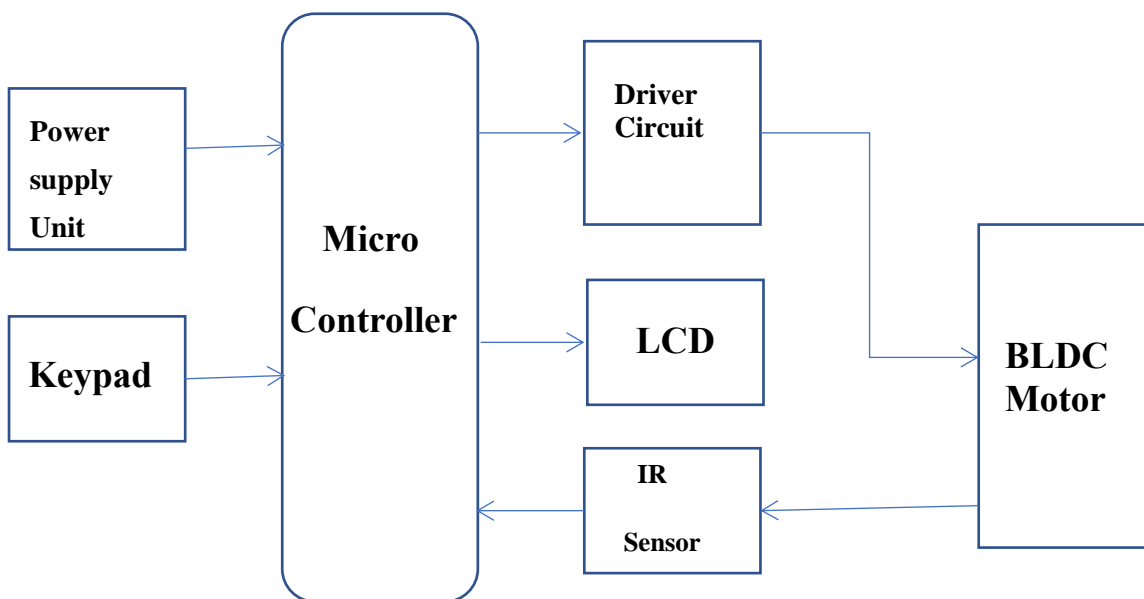 Power
supply
Unit
Keypad
Micro
Controller
Driver
Circuit
LCD
IR
Sensor
BLDC
Motor